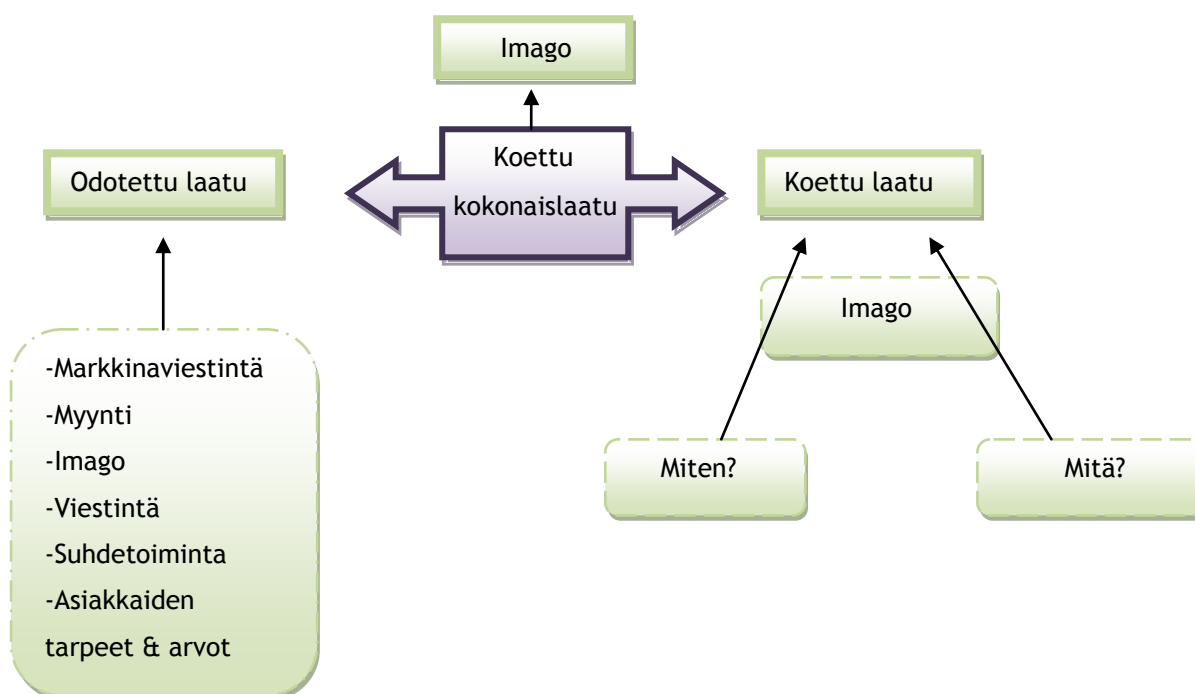 Imago
Koettu
kokonaislaatu
Odotettu laatu
Koettu laatu
Imago
-Markkinaviestintä
-Myynti
-Imago
-Viestintä
-Suhdetoiminta
-Asiakkaiden
tarpeet & arvot
Miten?
Mitä?